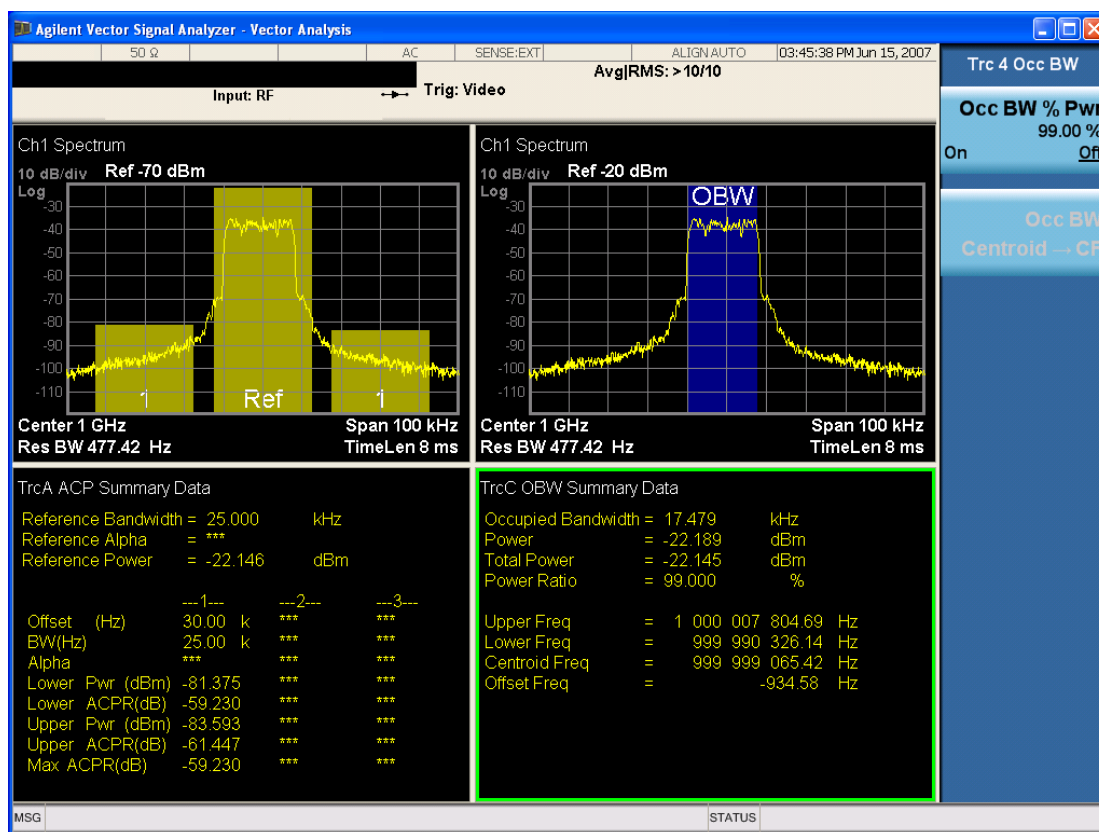 Agilent Vector Signal Analyzer - Vector Analysis
50 Ω AC SENSE:EXT ALIGN AUTO 03:45:38 PM Jun 15, 2007
Avg|RMS: >10/10
Input: RF Trig: Video
Trc 4 Occ BW
Occ BW % Pwr
99.00 %
On Off
Occ BW
Centroid → CF
Ch1 Spectrum
10 dB/div Ref -70 dBm
Log
-30
-40
-50
-60
-70
-80
-90
-100
-110
1 Ref 1
Center 1 GHz Span 100 kHz
Res BW 477.42 Hz TimeLen 8 ms
Ch1 Spectrum
10 dB/div Ref -20 dBm
Log
OBW
-30
-40
-50
-60
-70
-80
-90
-100
-110
Center 1 GHz Span 100 kHz
Res BW 477.42 Hz TimeLen 8 ms
TrcA ACP Summary Data
Reference Bandwidth = 25.000 kHz
Reference Alpha = ***
Reference Power = -22.146 dBm
---1--- ---2--- ---3---
Offset (Hz) 30.00 k *** ***
BW(Hz) 25.00 k *** ***
Alpha *** *** ***
Lower Pwr (dBm) -81.375 *** ***
Lower ACPR(dB) -59.230 *** ***
Upper Pwr (dBm) -83.593 *** ***
Upper ACPR(dB) -61.447 *** ***
Max ACPR(dB) -59.230 *** ***
TrcC OBW Summary Data
Occupied Bandwidth = 17.479 kHz
Power = -22.189 dBm
Total Power = -22.145 dBm
Power Ratio = 99.000 %
Upper Freq = 1 000 007 804.69 Hz
Lower Freq = 999 990 326.14 Hz
Centroid Freq = 999 999 065.42 Hz
Offset Freq = -934.58 Hz
MSG STATUS